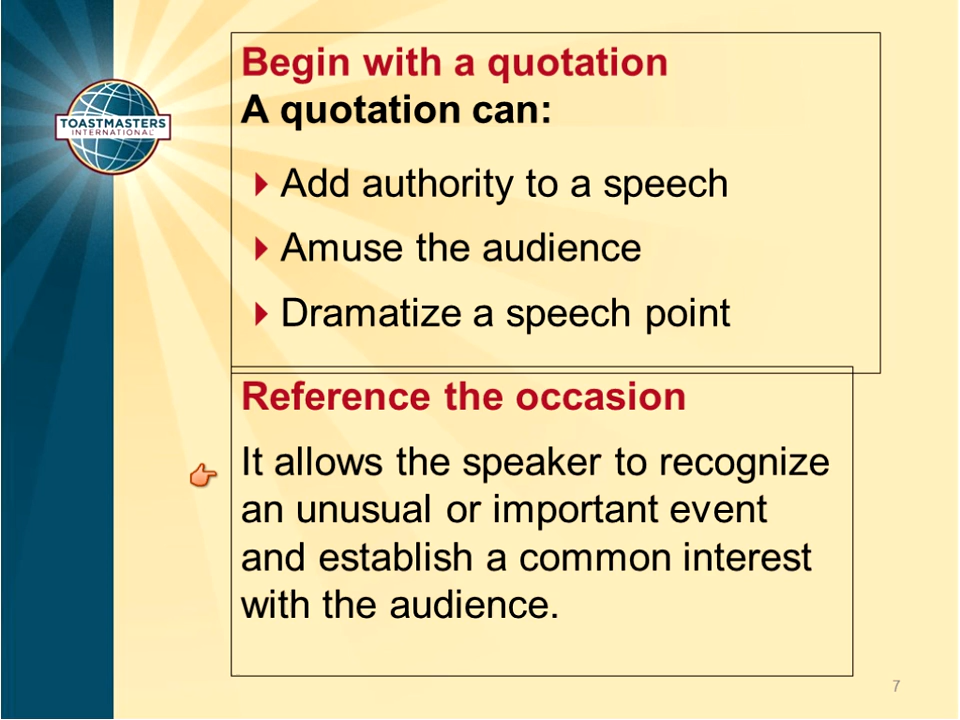 Begin with a quotation
A quotation can:
TOASTMASTERS
INTERNATIONAL
Add authority to a speech
Amuse the audience
Dramatize a speech point
Reference the occasion
It allows the speaker to recognize
an unusual or important event
and establish a common interest
with the audience.
7